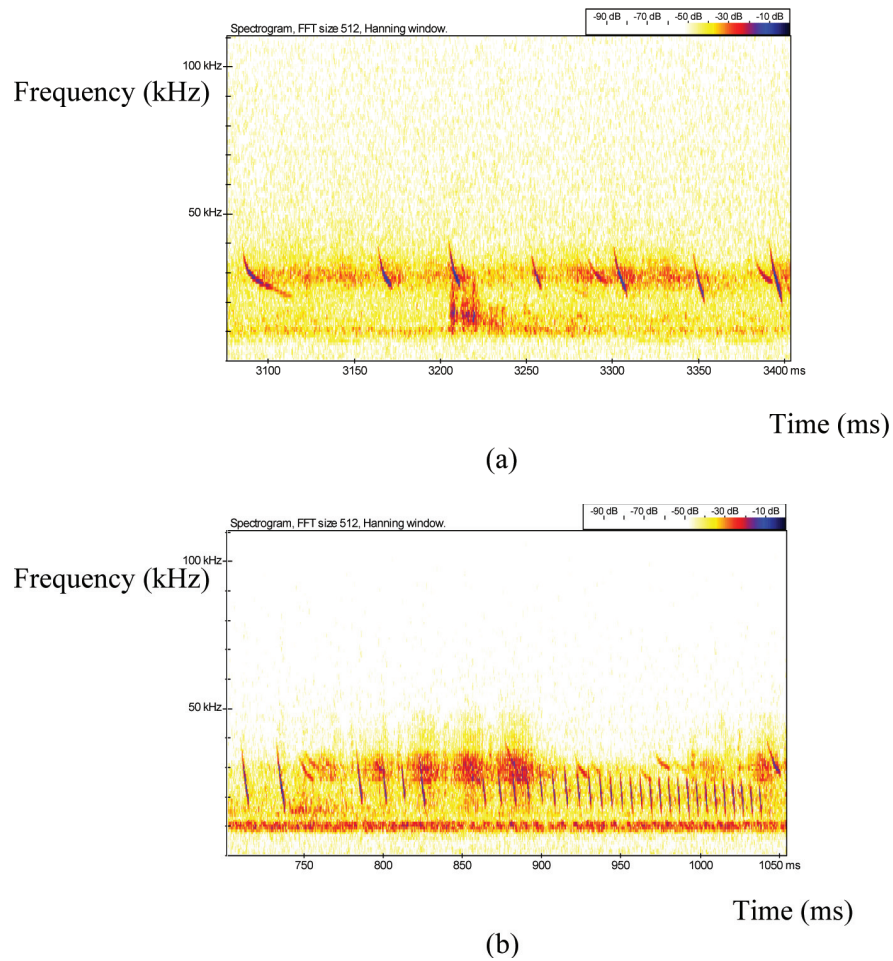 -90 dB -70 dB -50 dB -30 dB -10 dB
Spectrogram, FFT size 512, Hanning window.
100 kHz
Frequency (kHz)
50 kHz
3100 3150 3200 3250 3300 3350 3400 ms
Time (ms)
(a)
-90 dB -70 dB -50 dB -30 dB -10 dB
Spectrogram, FFT size 512, Hanning window.
100 kHz
Frequency (kHz)
50 kHz
750 800 850 900 950 1000 1050 ms
Time (ms)
(b)